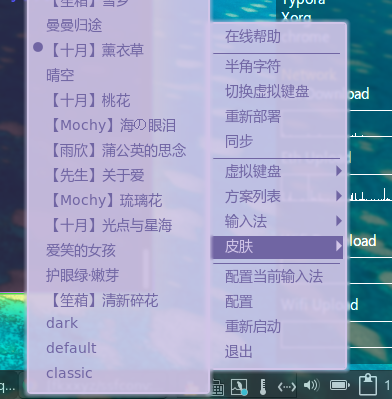 【笙箱】雪梦
曼曼归途
【十月】薰衣草
晴空
【十月】桃花
【Mochy】海の眼泪
【雨欣】蒲公英的思念
【先生】关于爱
【Mochy】琉璃花
【十月】光点与星海
爱笑的女孩
护眼绿·嫩芽
【笙箱】清新碎花
dark
default
classic
在线帮助
半角字符
切换虚拟键盘
重新部署
同步
虚拟键盘
方案列表
输入法
皮肤
配置当前输入法
配置
重新启动
退出
Typora
Xorg
chrome
Network
Download
Upload
load
Wifi Upload
q...
1